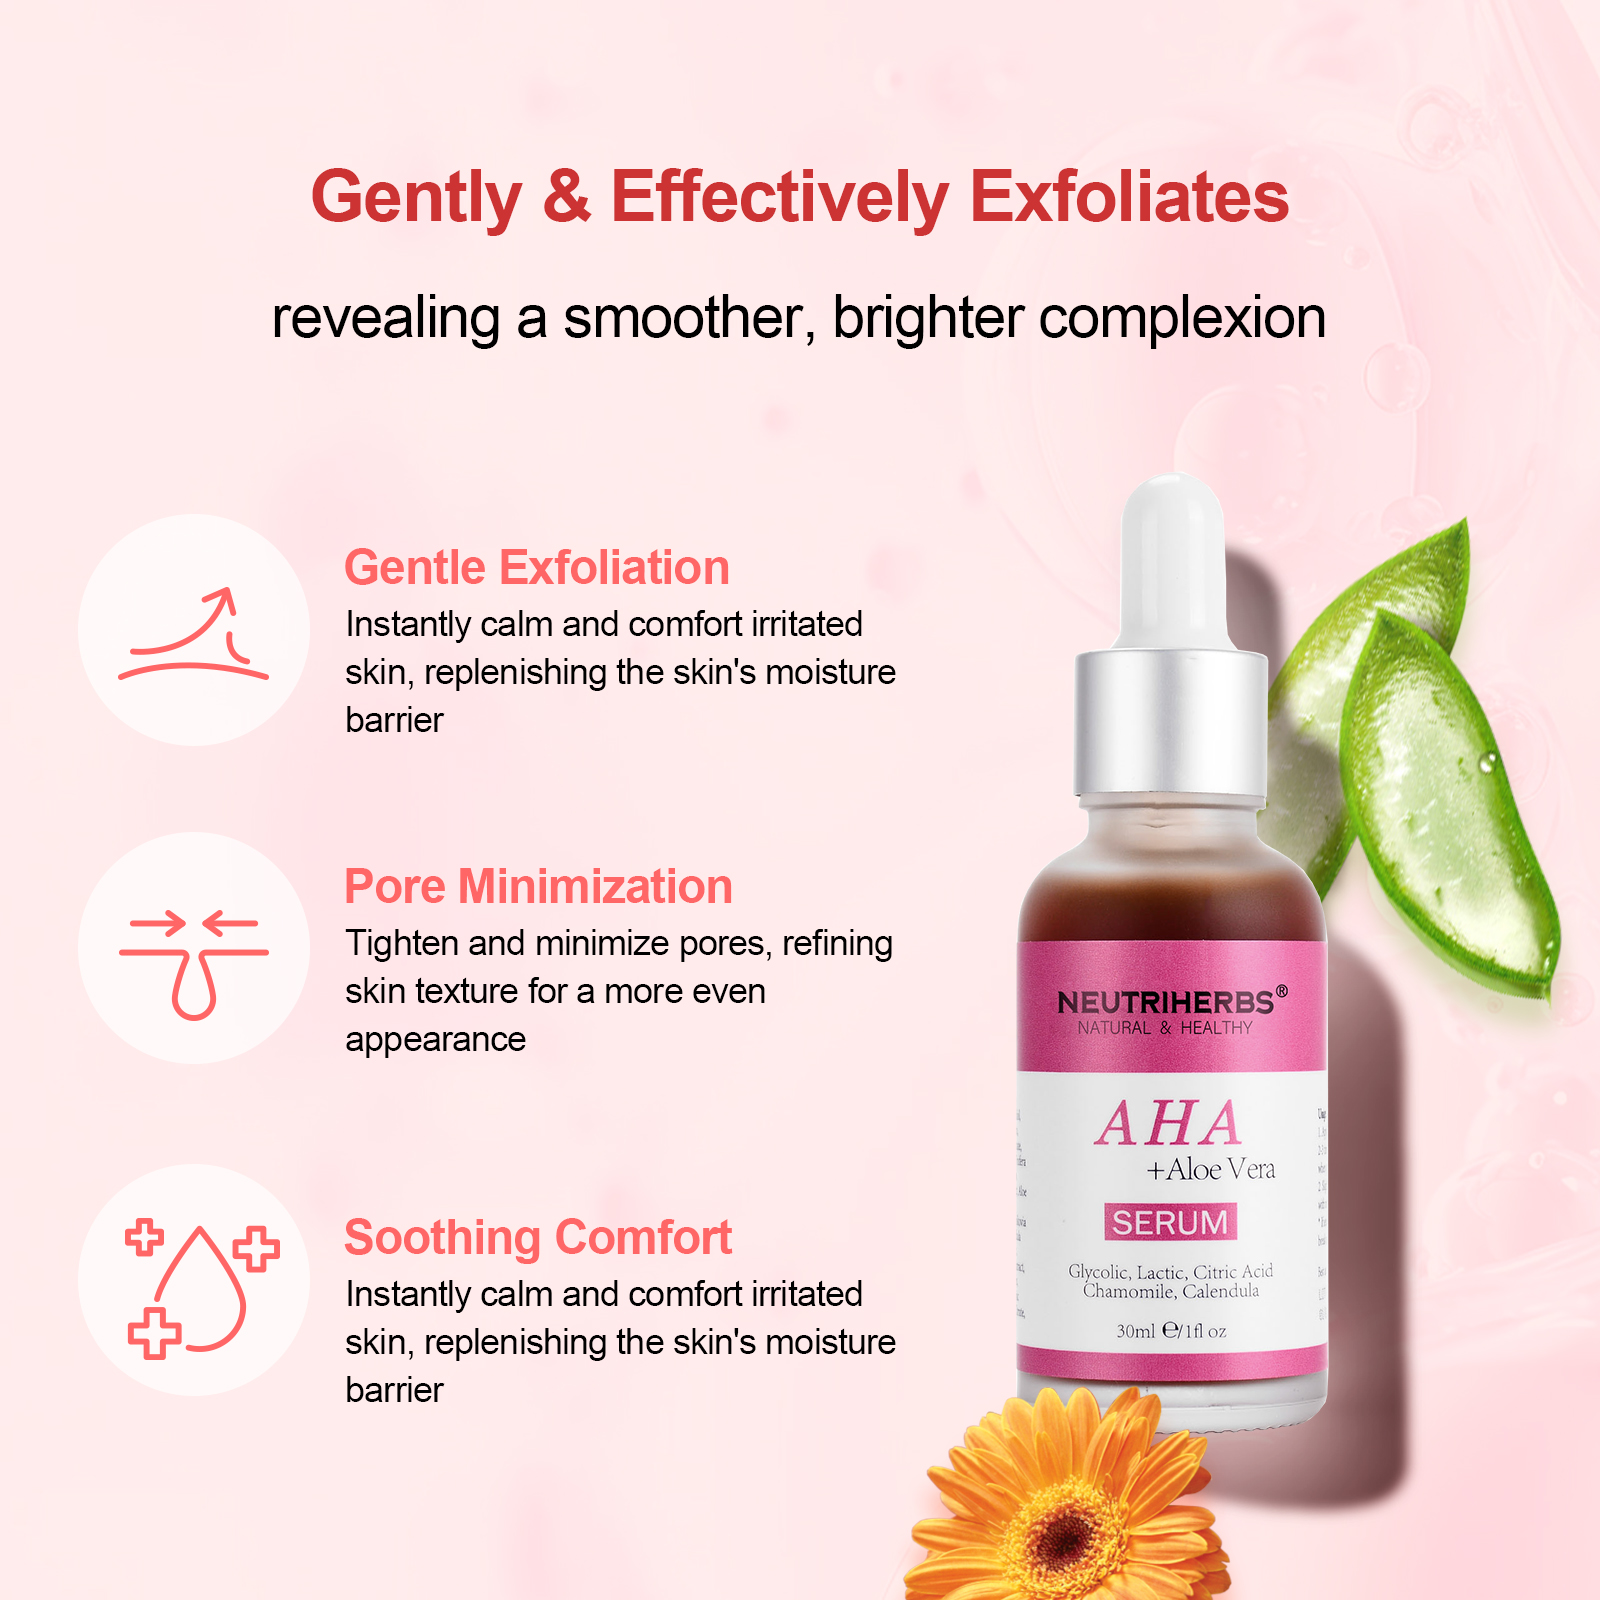 Gently & Effectively Exfoliates
revealing a smoother, brighter complexion
Gentle Exfoliation
Instantly calm and comfort irritated
skin, replenishing the skin's moisture
barrier
Pore Minimization
Tighten and minimize pores, refining
skin texture for a more even
appearance
Soothing Comfort
Instantly calm and comfort irritated
skin, replenishing the skin's moisture
barrier
NEUTRIHERBS®
NATURAL & HEALTHY
AHA
+Aloe Vera
SERUM
Glycolic, Lactic, Citric Acid
Chamomile, Calendula
30ml ℮/1fl oz